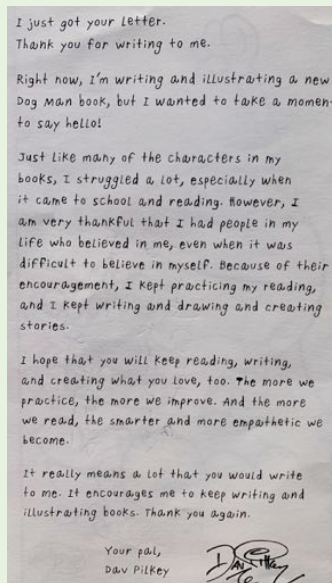 I just got your letter.
Thank you for writing to me.
Right now, I'm writing and illustrating a new
Dog Man book, but I wanted to take a moment
to say hello!
Just like many of the characters in my
books, I struggled a lot, especially when
it came to school and reading. However, I
am very thankful that I had people in my
life who believed in me, even when it was
difficult to believe in myself. Because of their
encouragement, I kept practicing my reading,
and I kept writing and drawing and creating
stories.
I hope that you will keep reading, writing,
and creating what you love, too. The more we
practice, the more we improve. And the more
we read, the smarter and more empathetic we
become.
It really means a lot that you would write
to me. It encourages me to keep writing and
illustrating books. Thank you again.
Your pal,
Dav Pilkey
Dav Pilkey